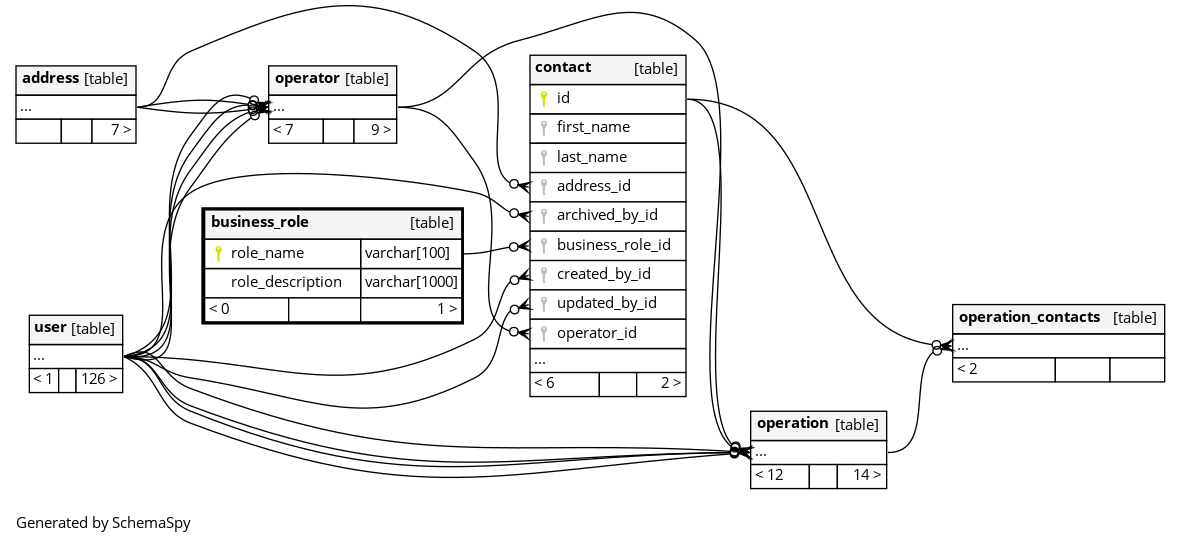 address [table]
...
7 >
operator [table]
...
< 7 9 >
contact [table]
id
first_name
last_name
address_id
archived_by_id
business_role_id
created_by_id
updated_by_id
operator_id
...
< 6 2 >
business_role [table]
role_name varchar[100]
role_description varchar[1000]
< 0 1 >
user [table]
...
< 1 126 >
operation_contacts [table]
...
< 2
operation [table]
...
< 12 14 >
Generated by SchemaSpy